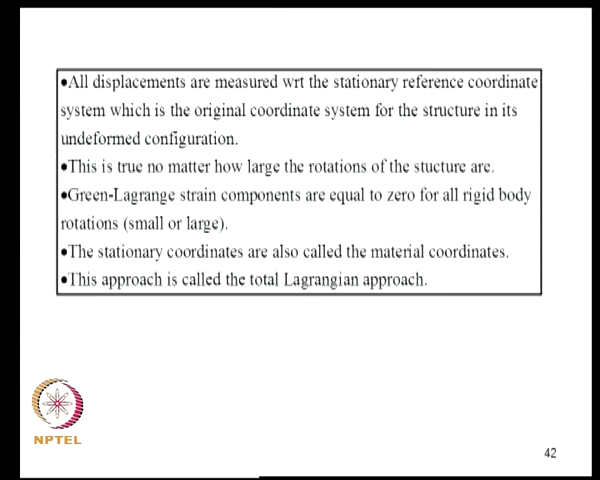 •All displacements are measured wrt the stationary reference coordinate
system which is the original coordinate system for the structure in its
undeformed configuration.
•This is true no matter how large the rotations of the stucture are.
•Green-Lagrange strain components are equal to zero for all rigid body
rotations (small or large).
•The stationary coordinates are also called the material coordinates.
•This approach is called the total Lagrangian approach.
NPTEL
42